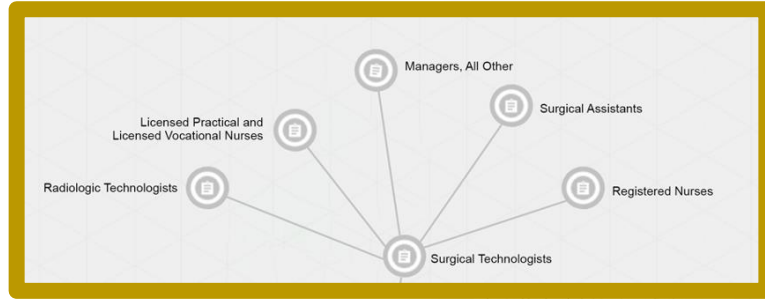 Managers, All Other
Surgical Assistants
Licensed Practical and
Licensed Vocational Nurses
Radiologic Technologists
Registered Nurses
Surgical Technologists